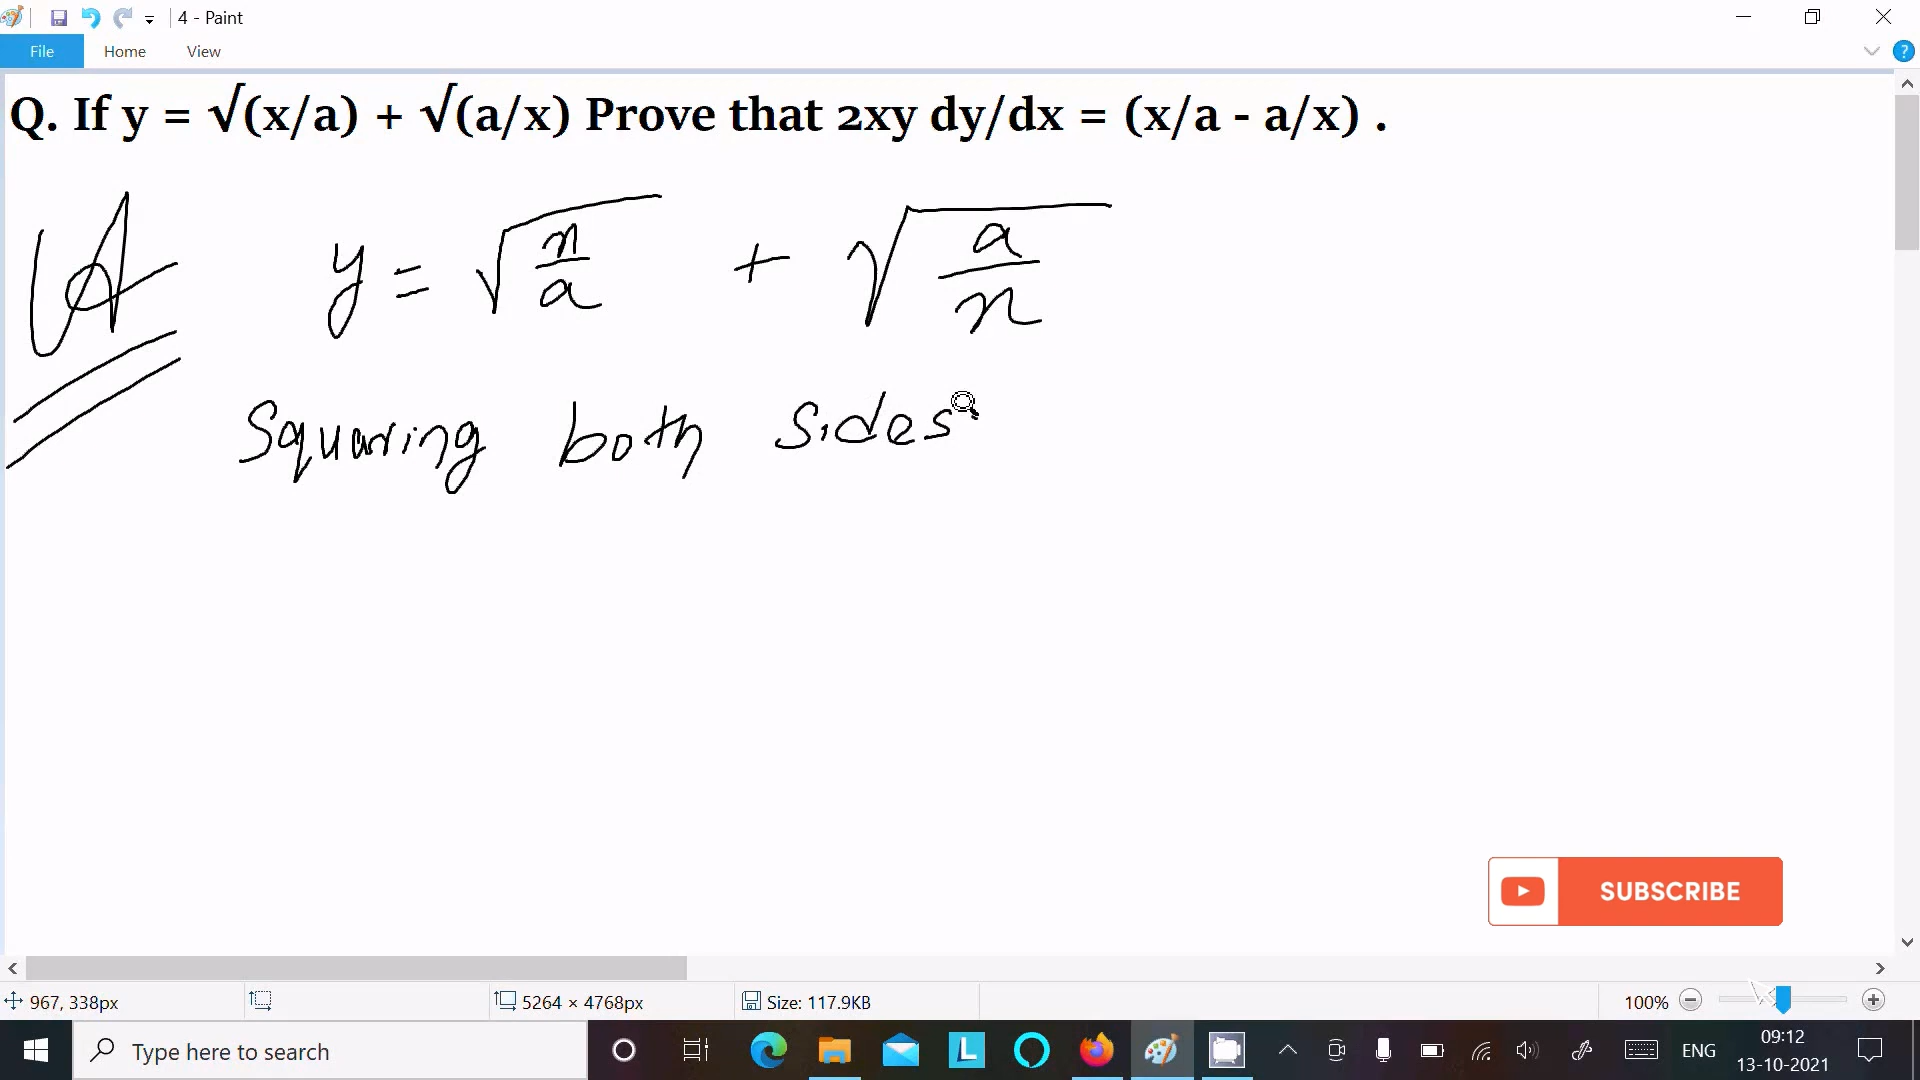 4 - Paint
File Home View
Q. If y = √(x/a) + √(a/x) Prove that 2xy dy/dx = (x/a - a/x) .
A y = √(x/a) + √(a/x)
Squaring both sides
SUBSCRIBE
967, 338px 5264 × 4768px Size: 117.9KB 100%
Type here to search L ENG 09:12
13-10-2021